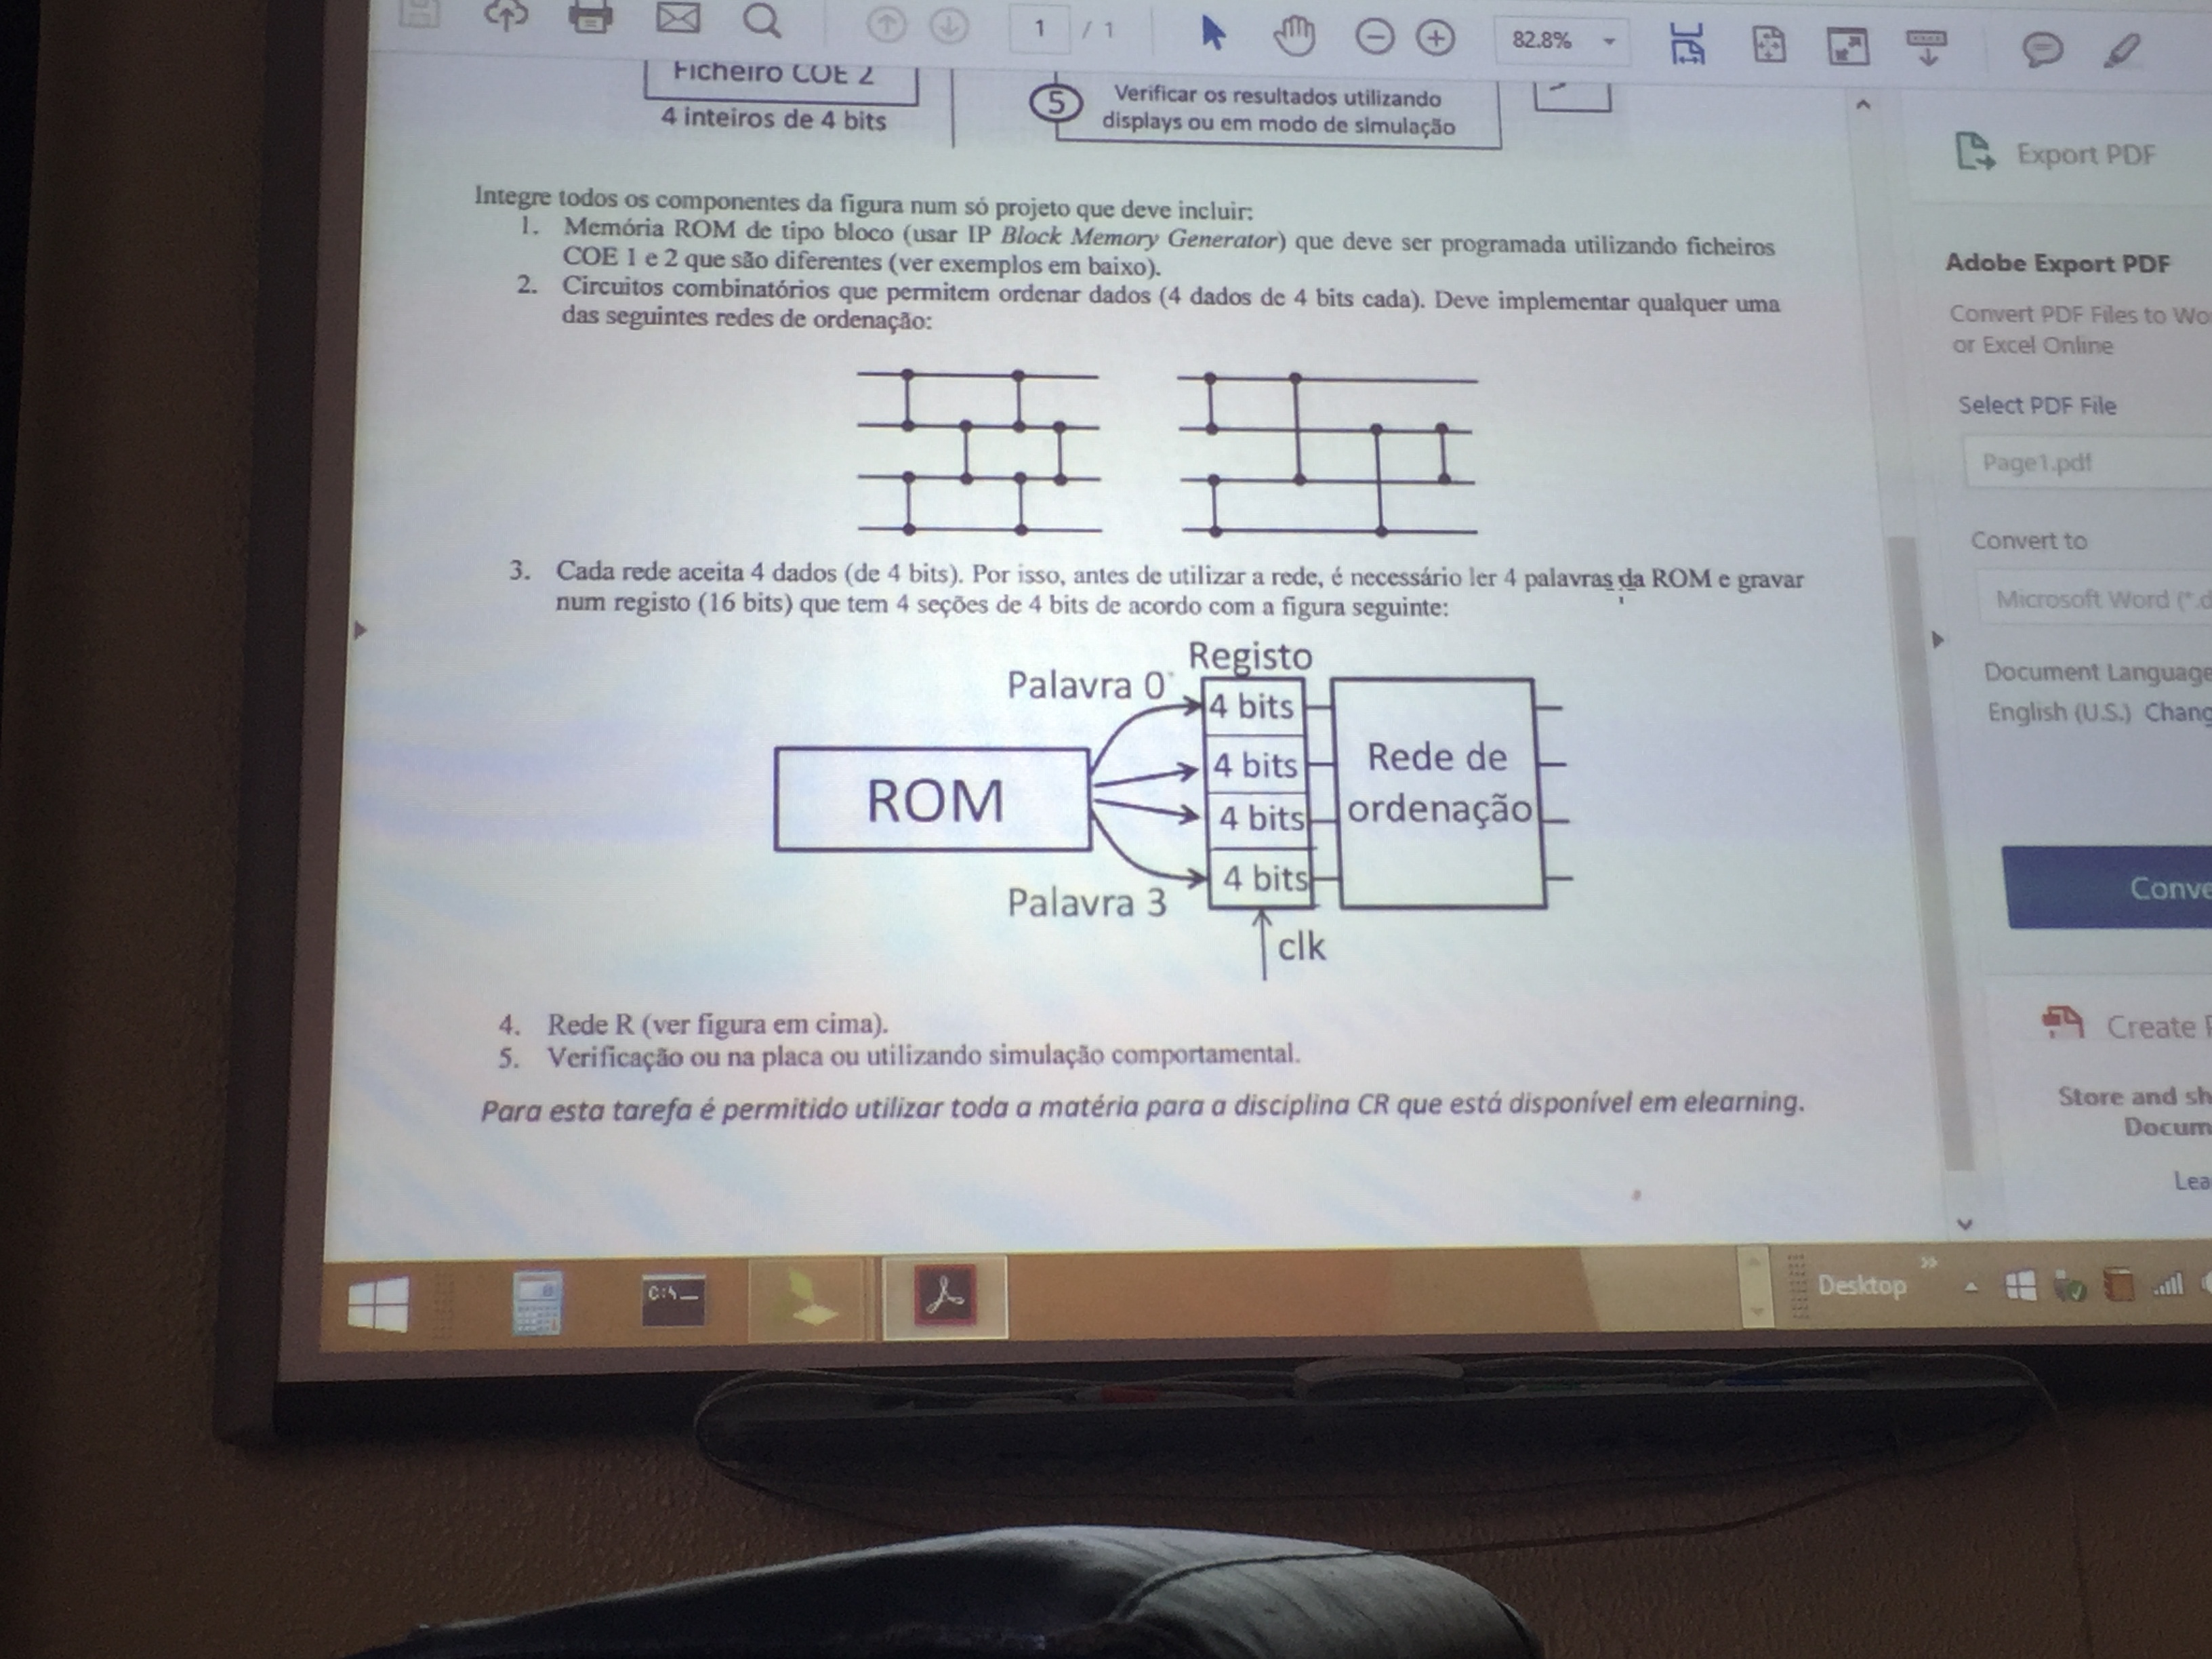 1 / 1
82.8%
Ficheiro COE 2
4 inteiros de 4 bits
5 Verificar os resultados utilizando
displays ou em modo de simulação
Integre todos os componentes da figura num só projeto que deve incluir:
1. Memória ROM de tipo bloco (usar IP Block Memory Generator) que deve ser programada utilizando ficheiros
COE 1 e 2 que são diferentes (ver exemplos em baixo).
2. Circuitos combinatórios que permitem ordenar dados (4 dados de 4 bits cada). Deve implementar qualquer uma
das seguintes redes de ordenação:
3. Cada rede aceita 4 dados (de 4 bits). Por isso, antes de utilizar a rede, é necessário ler 4 palavras da ROM e gravar
num registo (16 bits) que tem 4 seções de 4 bits de acordo com a figura seguinte:
Registo
Palavra 0
4 bits
4 bits
4 bits
4 bits
ROM
Rede de
ordenação
Palavra 3
clk
4. Rede R (ver figura em cima).
5. Verificação ou na placa ou utilizando simulação comportamental.
Para esta tarefa é permitido utilizar toda a matéria para a disciplina CR que está disponível em elearning.
Export PDF
Adobe Export PDF
Convert PDF Files to Wo
or Excel Online
Select PDF File
Page1.pdf
Convert to
Microsoft Word (*.d
Document Language
English (U.S.) Chang
Conve
Create
Store and sh
Docum
Lea
C:\_
Desktop